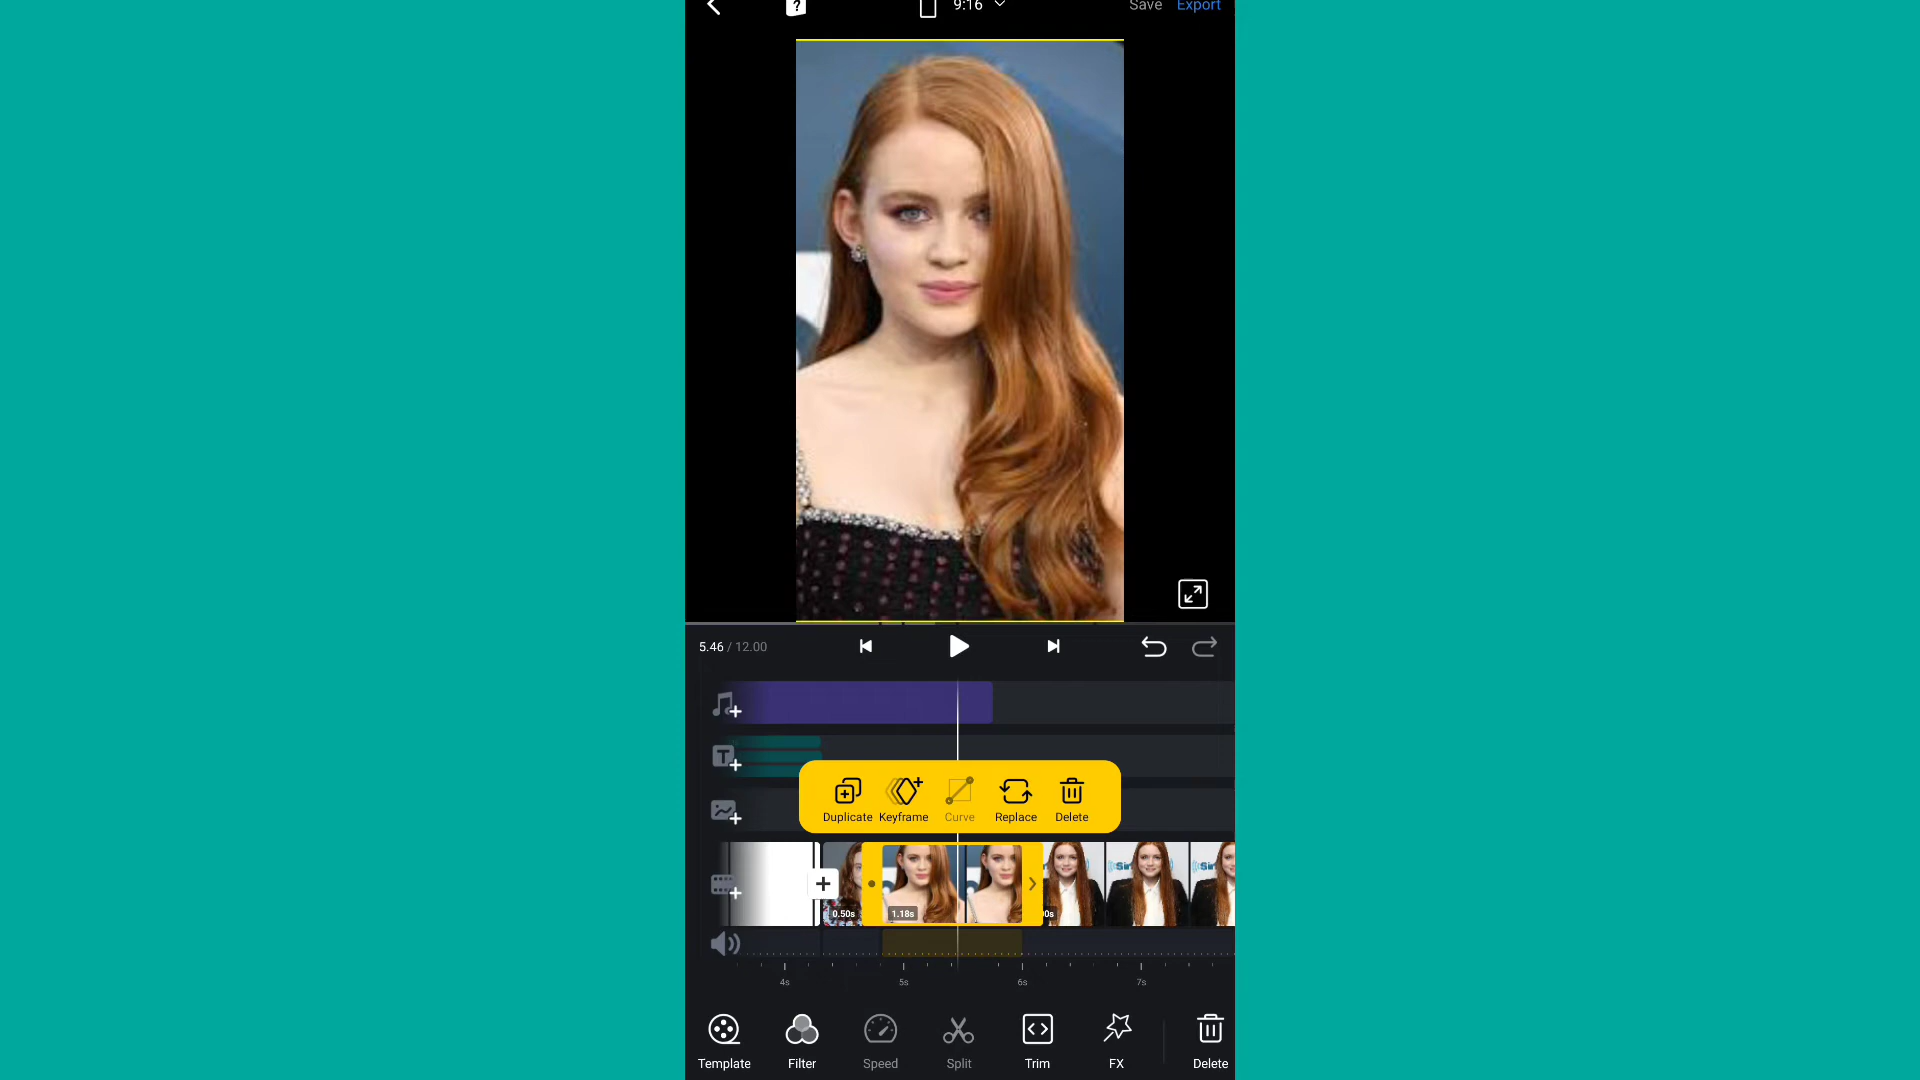 9:16
Save
Export
5.46 / 12.00
Duplicate
Keyframe
Curve
Replace
Delete
0.50s
1.18s
00s
4s
5s
6s
7s
Template
Filter
Speed
Split
Trim
FX
Delete